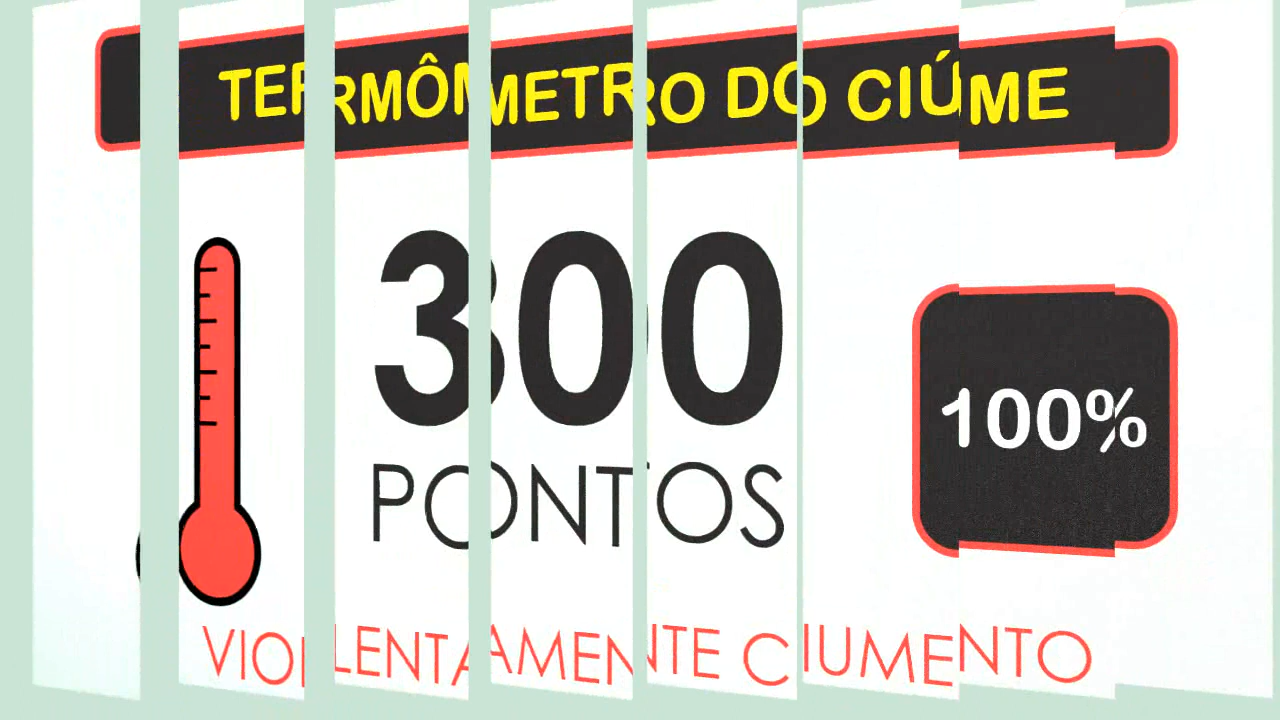 TERMÔMETRO DO CIÚME
300
PONTOS
100%
VIOLENTAMENTE CIUMENTO